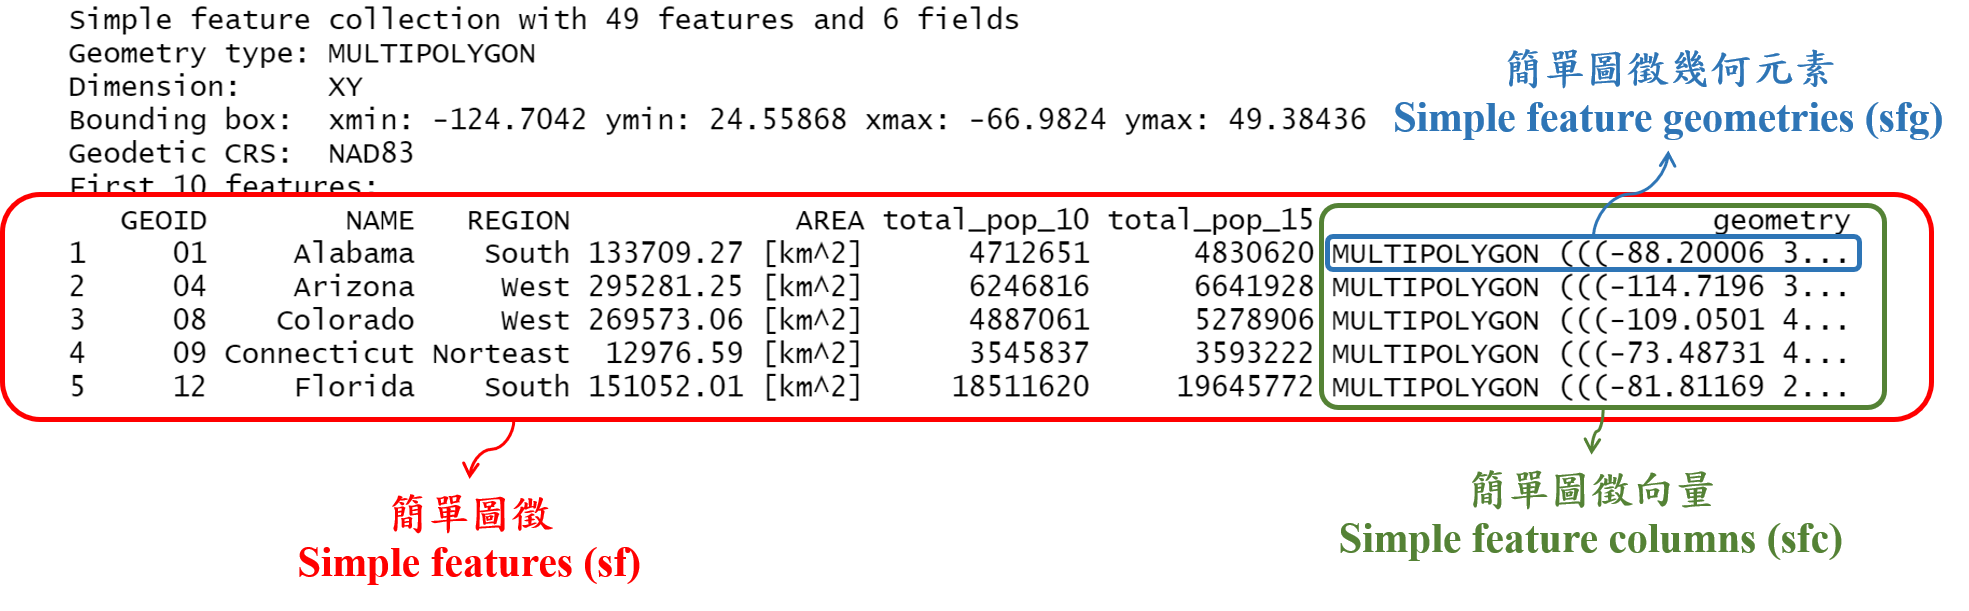 Simple feature collection with 49 features and 6 fields
Geometry type: MULTIPOLYGON
Dimension:     XY
Bounding box:  xmin: -124.7042 ymin: 24.55868 xmax: -66.9824 ymax: 49.38436
Geodetic CRS:  NAD83
First 10 features:
簡單圖徵幾何元素
Simple feature geometries (sfg)
GEOID NAME REGION AREA total_pop_10 total_pop_15 geometry
1 01 Alabama South 133709.27 [km^2] 4712651 4830620 MULTIPOLYGON (((-88.20006 3...
2 04 Arizona West 295281.25 [km^2] 6246816 6641928 MULTIPOLYGON (((-114.7196 3...
3 08 Colorado West 269573.06 [km^2] 4887061 5278906 MULTIPOLYGON (((-109.0501 4...
4 09 Connecticut Norteast 12976.59 [km^2] 3545837 3593222 MULTIPOLYGON (((-73.48731 4...
5 12 Florida South 151052.01 [km^2] 18511620 19645772 MULTIPOLYGON (((-81.81169 2...
簡單圖徵
Simple features (sf)
簡單圖徵向量
Simple feature columns (sfc)